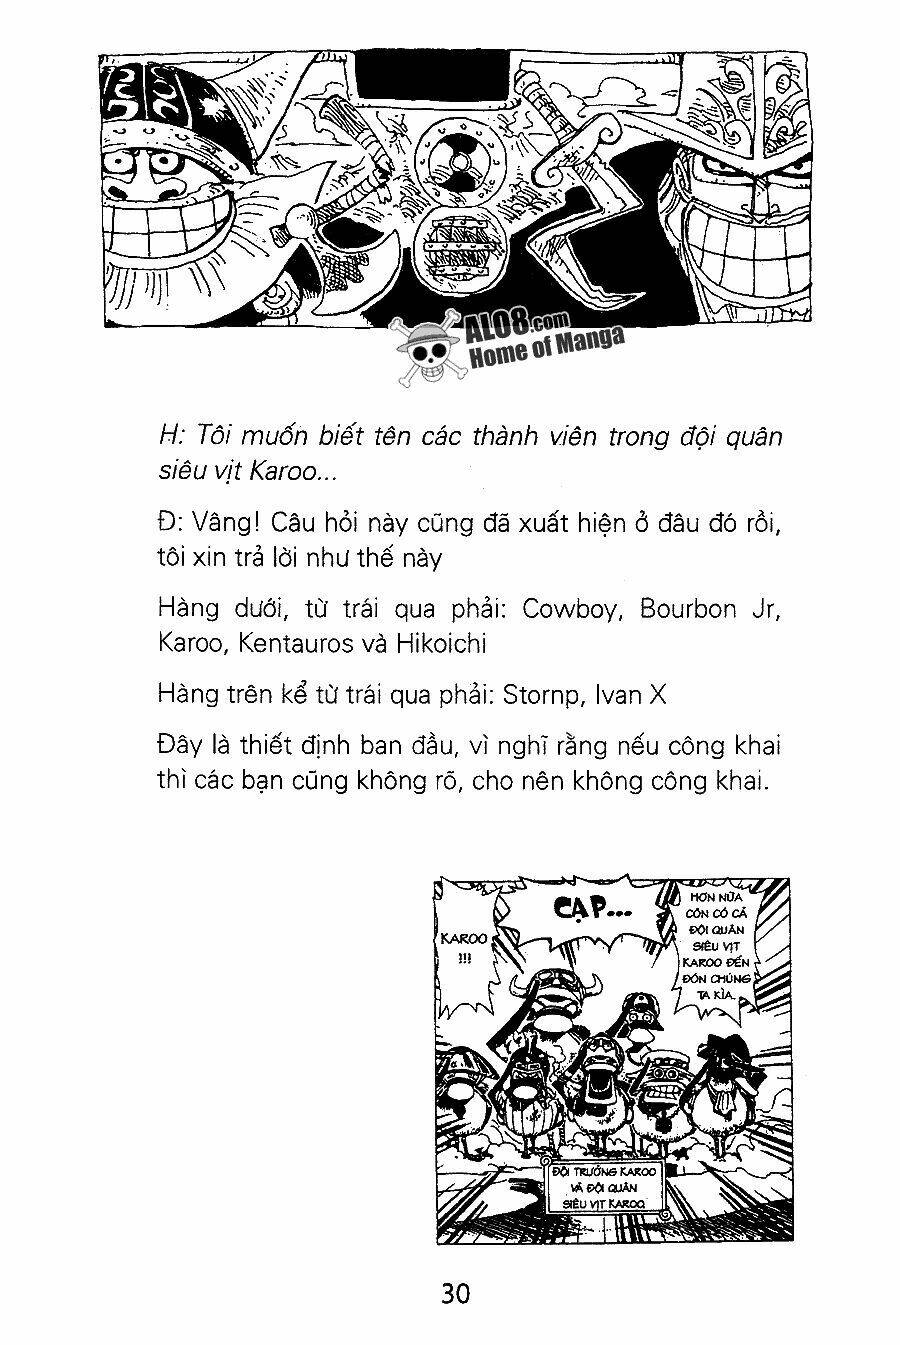 ALO8.com
Home of Manga
H: Tôi muốn biết tên các thành viên trong đội quân
siêu vịt Karoo...
Đ: Vâng! Câu hỏi này cũng đã xuất hiện ở đâu đó rồi,
tôi xin trả lời như thế này
Hàng dưới, từ trái qua phải: Cowboy, Bourbon Jr,
Karoo, Kentauros và Hikoichi
Hàng trên kể từ trái qua phải: Stornp, Ivan X
Đây là thiết định ban đầu, vì nghĩ rằng nếu công khai
thì các bạn cũng không rõ, cho nên không công khai.
HƠN NỮA
CÒN CÓ CẢ
ĐỘI QUÂN
SIÊU VỊT
KAROO ĐẾN
ĐÓN CHÚNG
TA KÌA.
CẠP...
KAROO
!!!
ĐỘI TRƯỞNG KAROO
VÀ ĐỘI QUÂN
SIÊU VỊT KAROO
30